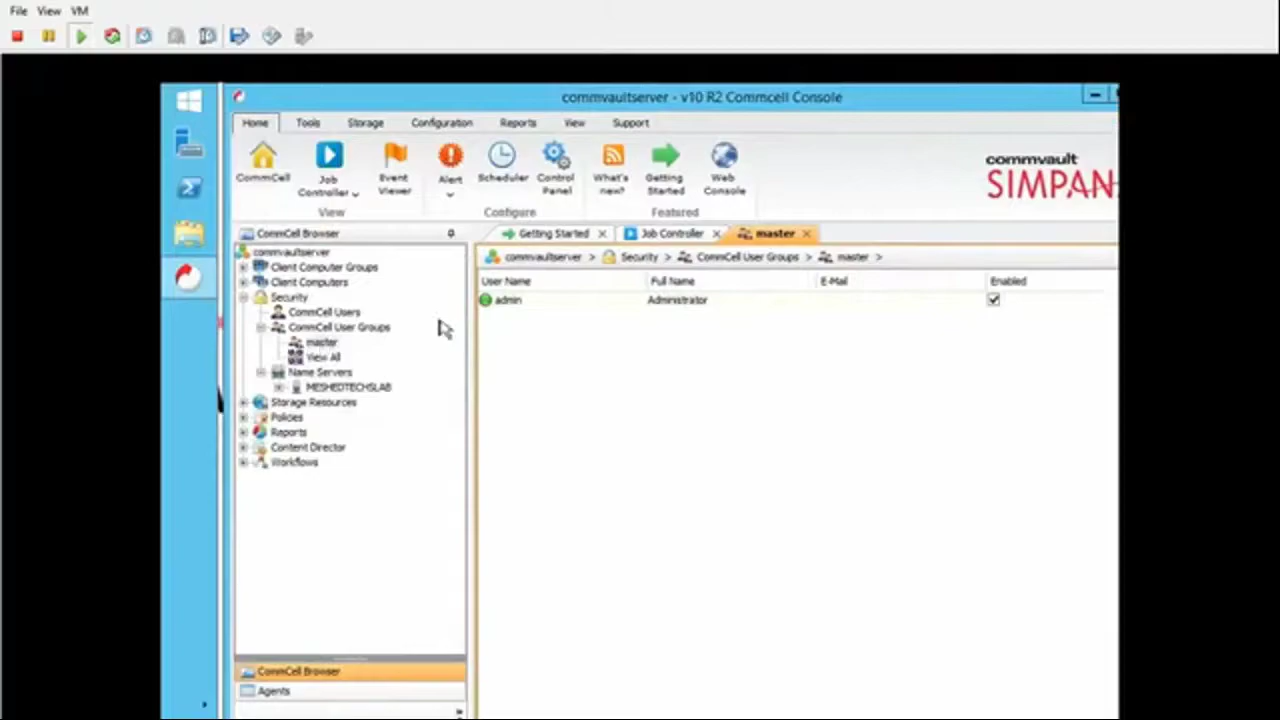 File View VM
commvaultserver - v10 R2 Commcell Console
Home Tools Storage Configuration Reports View Support
CommCell
Job Controller
Event Viewer
Alert
Scheduler
Control Panel
What's new?
Getting Started
Web Console
View
Configure
Featured
commvault
SIMPAN
CommCell Browser
Getting Started
Job Controller
master
commvaultserver
Client Computer Groups
Client Computers
Security
CommCell Users
CommCell User Groups
master
View All
Name Servers
MESHEDTECHSLAB
Storage Resources
Policies
Reports
Content Director
Workflows
commvaultserver > Security > CommCell User Groups > master >
User Name Full Name E-Mail Enabled
admin Administrator
CommCell Browser
Agents